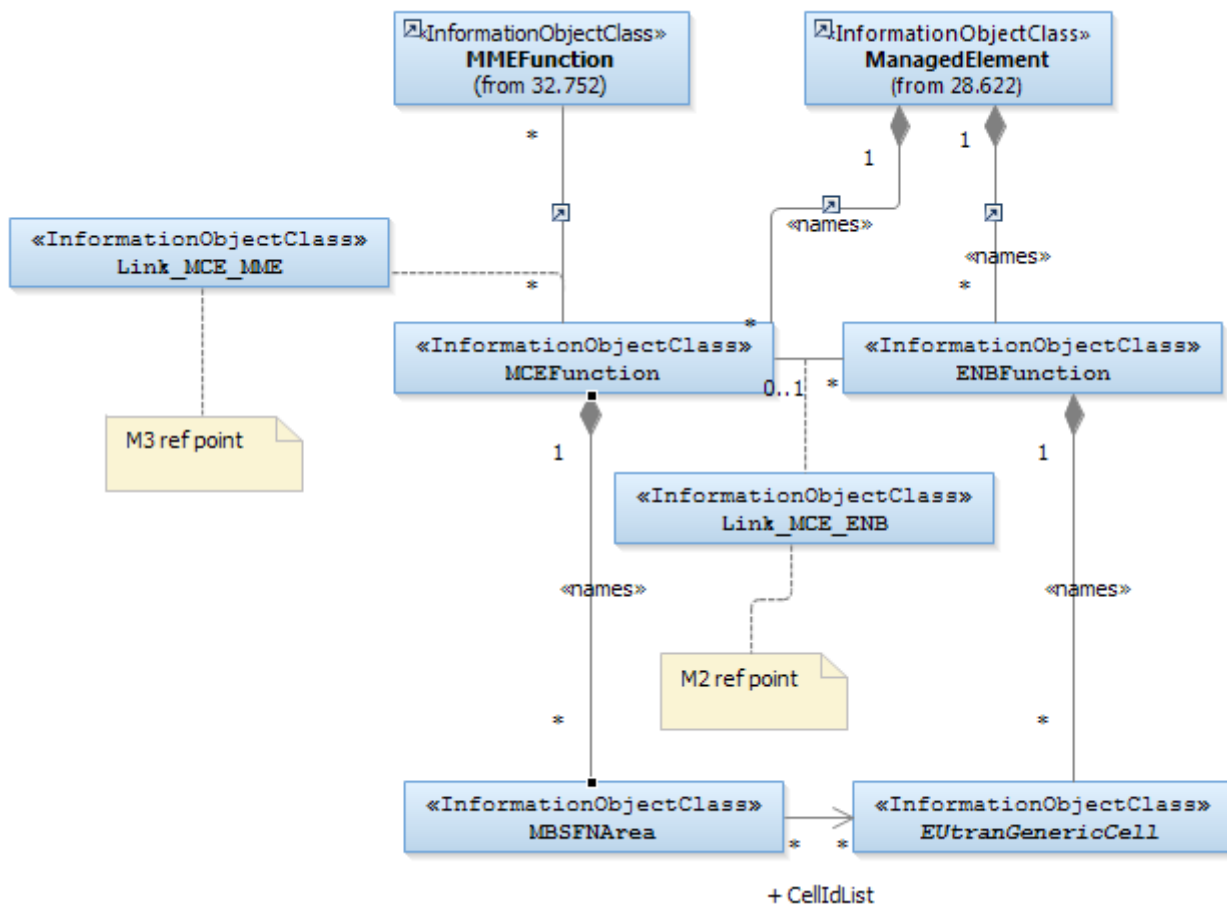 «InformationObjectClass»
MMEFunction
(from 32.752)
«InformationObjectClass»
ManagedElement
(from 28.622)
*
1
1
«names»
«InformationObjectClass»
Link_MCE_MME
«names»
*
*
*
«InformationObjectClass»
MCEFunction
«InformationObjectClass»
ENBFunction
0..1
*
M3 ref point
1
1
«InformationObjectClass»
Link_MCE_ENB
«names»
«names»
M2 ref point
*
*
«InformationObjectClass»
MBSFNArea
«InformationObjectClass»
EUtranGenericCell
*
*
+ CellIdList